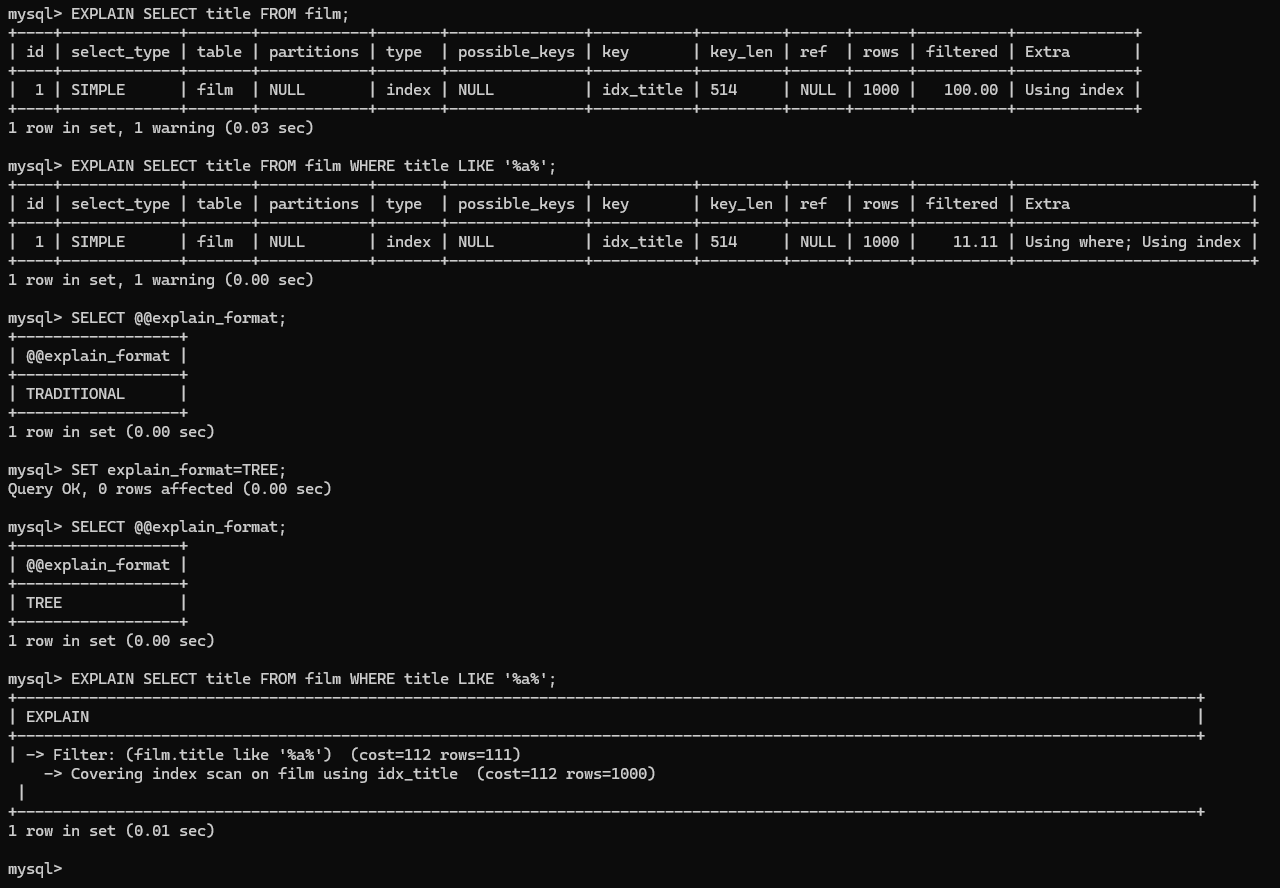 mysql> EXPLAIN SELECT title FROM film;
+----+-------------+-------+------------+-------+---------------+-----------+---------+------+------+----------+-------------+
| id | select_type | table | partitions | type  | possible_keys | key       | key_len | ref  | rows | filtered | Extra       |
+----+-------------+-------+------------+-------+---------------+-----------+---------+------+------+----------+-------------+
|  1 | SIMPLE      | film  | NULL       | index | NULL          | idx_title | 514     | NULL | 1000 |   100.00 | Using index |
+----+-------------+-------+------------+-------+---------------+-----------+---------+------+------+----------+-------------+
1 row in set, 1 warning (0.03 sec)

mysql> EXPLAIN SELECT title FROM film WHERE title LIKE '%a%';
+----+-------------+-------+------------+-------+---------------+-----------+---------+------+------+----------+--------------------------+
| id | select_type | table | partitions | type  | possible_keys | key       | key_len | ref  | rows | filtered | Extra                    |
+----+-------------+-------+------------+-------+---------------+-----------+---------+------+------+----------+--------------------------+
|  1 | SIMPLE      | film  | NULL       | index | NULL          | idx_title | 514     | NULL | 1000 |    11.11 | Using where; Using index |
+----+-------------+-------+------------+-------+---------------+-----------+---------+------+------+----------+--------------------------+
1 row in set, 1 warning (0.00 sec)

mysql> SELECT @@explain_format;
+------------------+
| @@explain_format |
+------------------+
| TRADITIONAL      |
+------------------+
1 row in set (0.00 sec)

mysql> SET explain_format=TREE;
Query OK, 0 rows affected (0.00 sec)

mysql> SELECT @@explain_format;
+------------------+
| @@explain_format |
+------------------+
| TREE             |
+------------------+
1 row in set (0.00 sec)

mysql> EXPLAIN SELECT title FROM film WHERE title LIKE '%a%';
+------------------------------------------------------------------------------------------------------------------------------------+
| EXPLAIN                                                                                                                            |
+------------------------------------------------------------------------------------------------------------------------------------+
| -> Filter: (film.title like '%a%')  (cost=112 rows=111)
    -> Covering index scan on film using idx_title  (cost=112 rows=1000)
 |
+------------------------------------------------------------------------------------------------------------------------------------+
1 row in set (0.01 sec)

mysql>